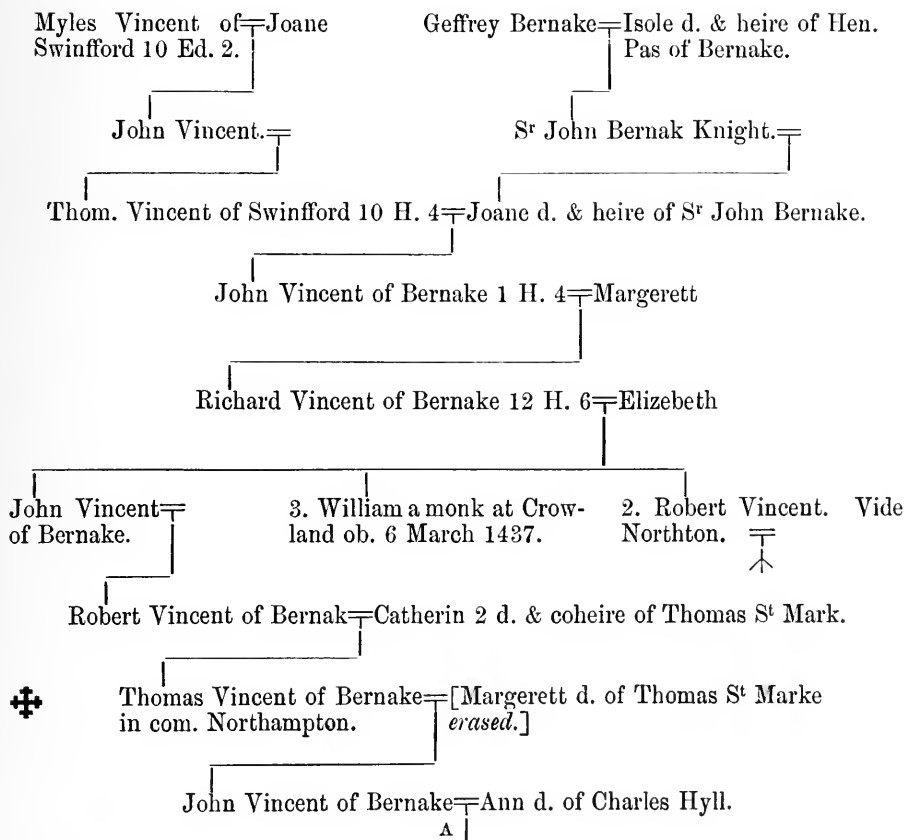 Myles Vincent of Joane
Swinfford 10 Ed. 2.
Geffrey Bernake Isole d. & heire of Hen.
Pas of Bernake.
John Vincent.
Sr John Bernak Knight.
Thom. Vincent of Swinfford 10 H. 4 Joane d. & heire of Sr John Bernake.
John Vincent of Bernake 1 H. 4 Margerett
Richard Vincent of Bernake 12 H. 6 Elizebeth
John Vincent
of Bernake.
3. William a monk at Crow-
land ob. 6 March 1437.
2. Robert Vincent. Vide
Northton.
Robert Vincent of Bernak Catherin 2 d. & coheire of Thomas St Mark.
Thomas Vincent of Bernake
in com. Northampton.
[Margerett d. of Thomas St Marke
erased.]
John Vincent of Bernake Ann d. of Charles Hyll.
A